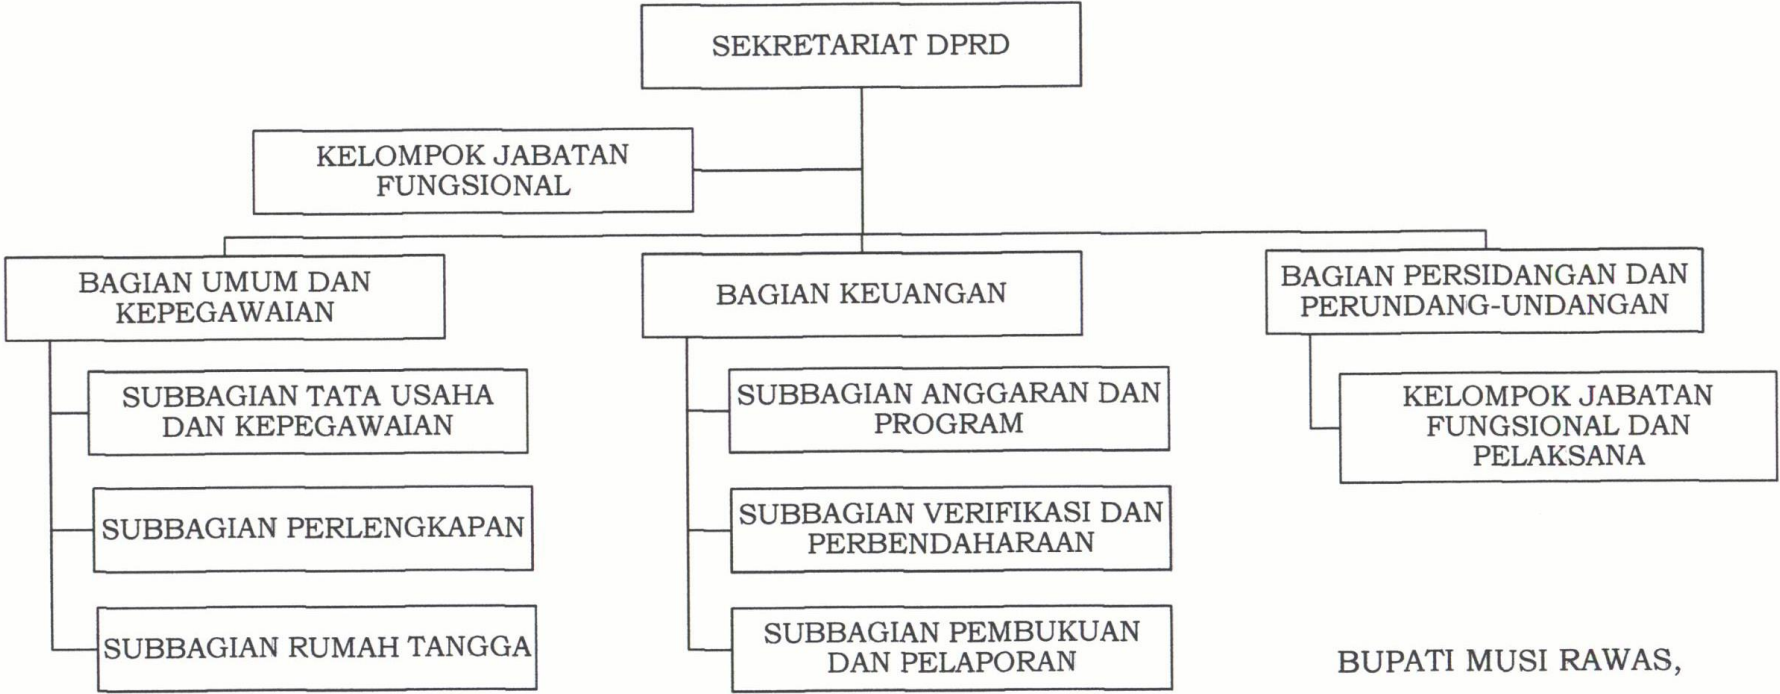 SEKRETARIAT DPRD
KELOMPOK JABATAN
FUNGSIONAL
BAGIAN UMUM DAN
KEPEGAWAIAN
BAGIAN KEUANGAN
BAGIAN PERSIDANGAN DAN
PERUNDANG-UNDANGAN
SUBBAGIAN TATA USAHA
DAN KEPEGAWAIAN
SUBBAGIAN PERLENGKAPAN
SUBBAGIAN RUMAH TANGGA
SUBBAGIAN ANGGARAN DAN
PROGRAM
SUBBAGIAN VERIFIKASI DAN
PERBENDAHARAAN
SUBBAGIAN PEMBUKUAN
DAN PELAPORAN
KELOMPOK JABATAN
FUNGSIONAL DAN
PELAKSANA
BUPATI MUSI RAWAS,